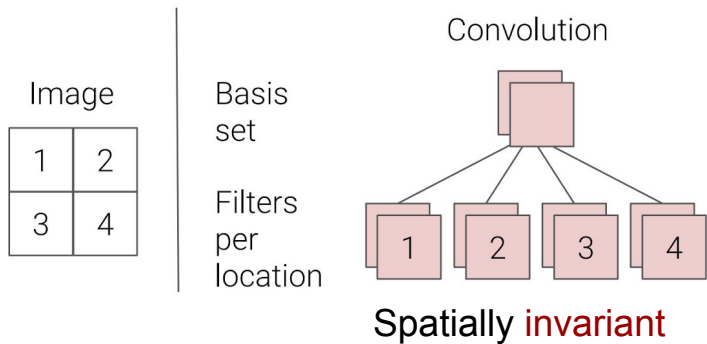 Image
1 2
3 4
Basis
set
Filters
per
location
Convolution
1 2 3 4
Spatially invariant